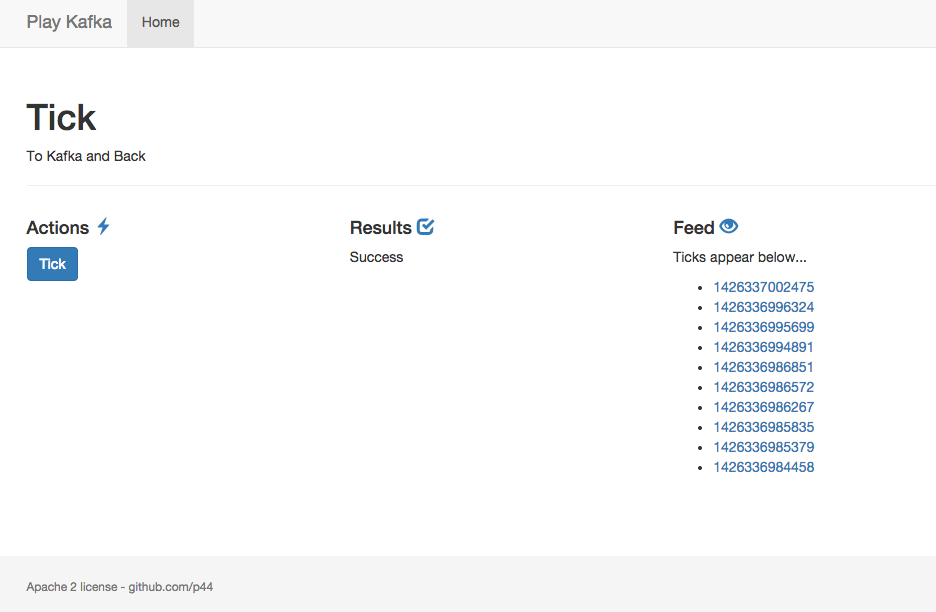 Play Kafka Home
Tick
To Kafka and Back
Actions
Tick
Results
Success
Feed
Ticks appear below...
1426337002475
1426336996324
1426336995699
1426336994891
1426336986851
1426336986572
1426336986267
1426336985835
1426336985379
1426336984458
Apache 2 license - github.com/p44